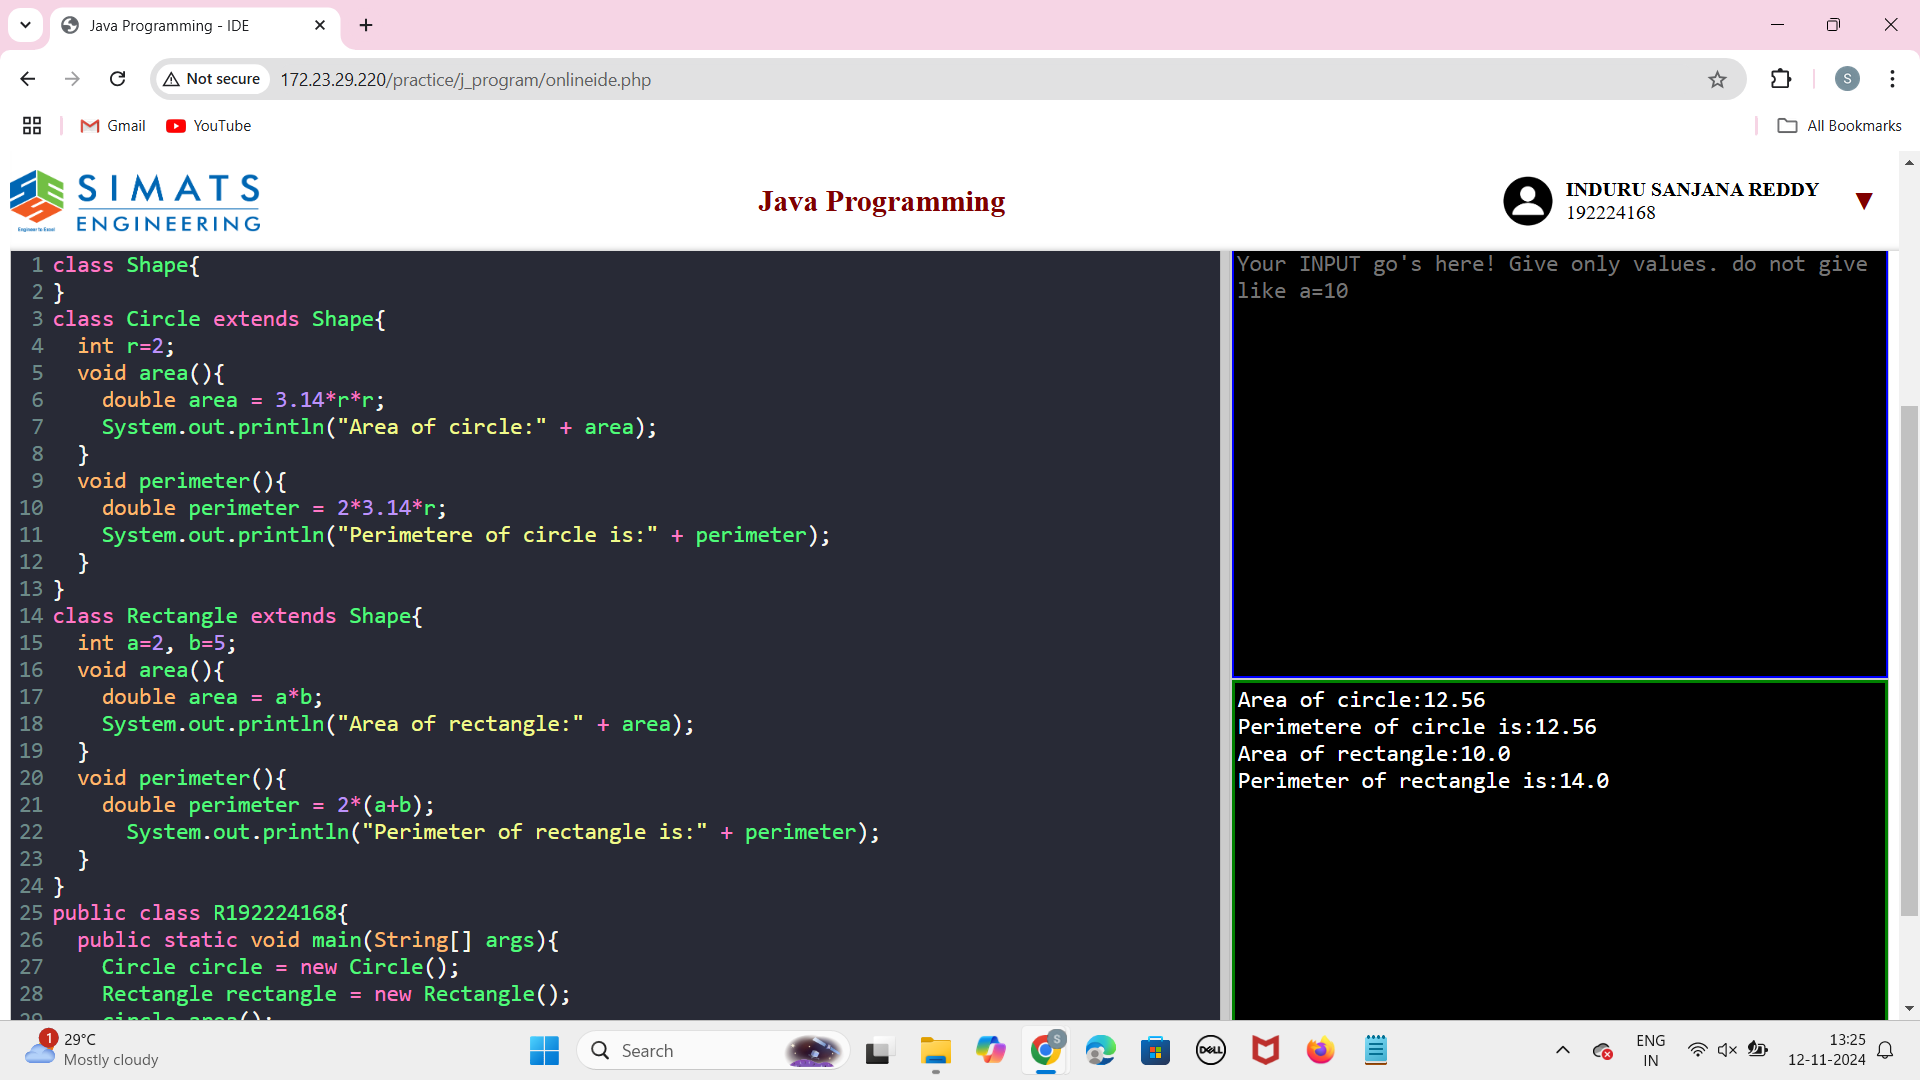 Java Programming - IDE
Not secure
172.23.29.220/practice/j_program/onlineide.php
S
Gmail
YouTube
All Bookmarks
SIMATS
ENGINEERING
Engineer to Excel
Java Programming
INDURU SANJANA REDDY
192224168
1 class Shape{
2 }
3 class Circle extends Shape{
4 int r=2;
5 void area(){
6 double area = 3.14*r*r;
7 System.out.println("Area of circle:" + area);
8 }
9 void perimeter(){
10 double perimeter = 2*3.14*r;
11 System.out.println("Perimetere of circle is:" + perimeter);
12 }
13 }
14 class Rectangle extends Shape{
15 int a=2, b=5;
16 void area(){
17 double area = a*b;
18 System.out.println("Area of rectangle:" + area);
19 }
20 void perimeter(){
21 double perimeter = 2*(a+b);
22 System.out.println("Perimeter of rectangle is:" + perimeter);
23 }
24 }
25 public class R192224168{
26 public static void main(String[] args){
27 Circle circle = new Circle();
28 Rectangle rectangle = new Rectangle();
29 circle.area();
Your INPUT go's here! Give only values. do not give
like a=10
Area of circle:12.56
Perimetere of circle is:12.56
Area of rectangle:10.0
Perimeter of rectangle is:14.0
1
29°C
Mostly cloudy
Search
S
DELL
ENG
IN
13:25
12-11-2024